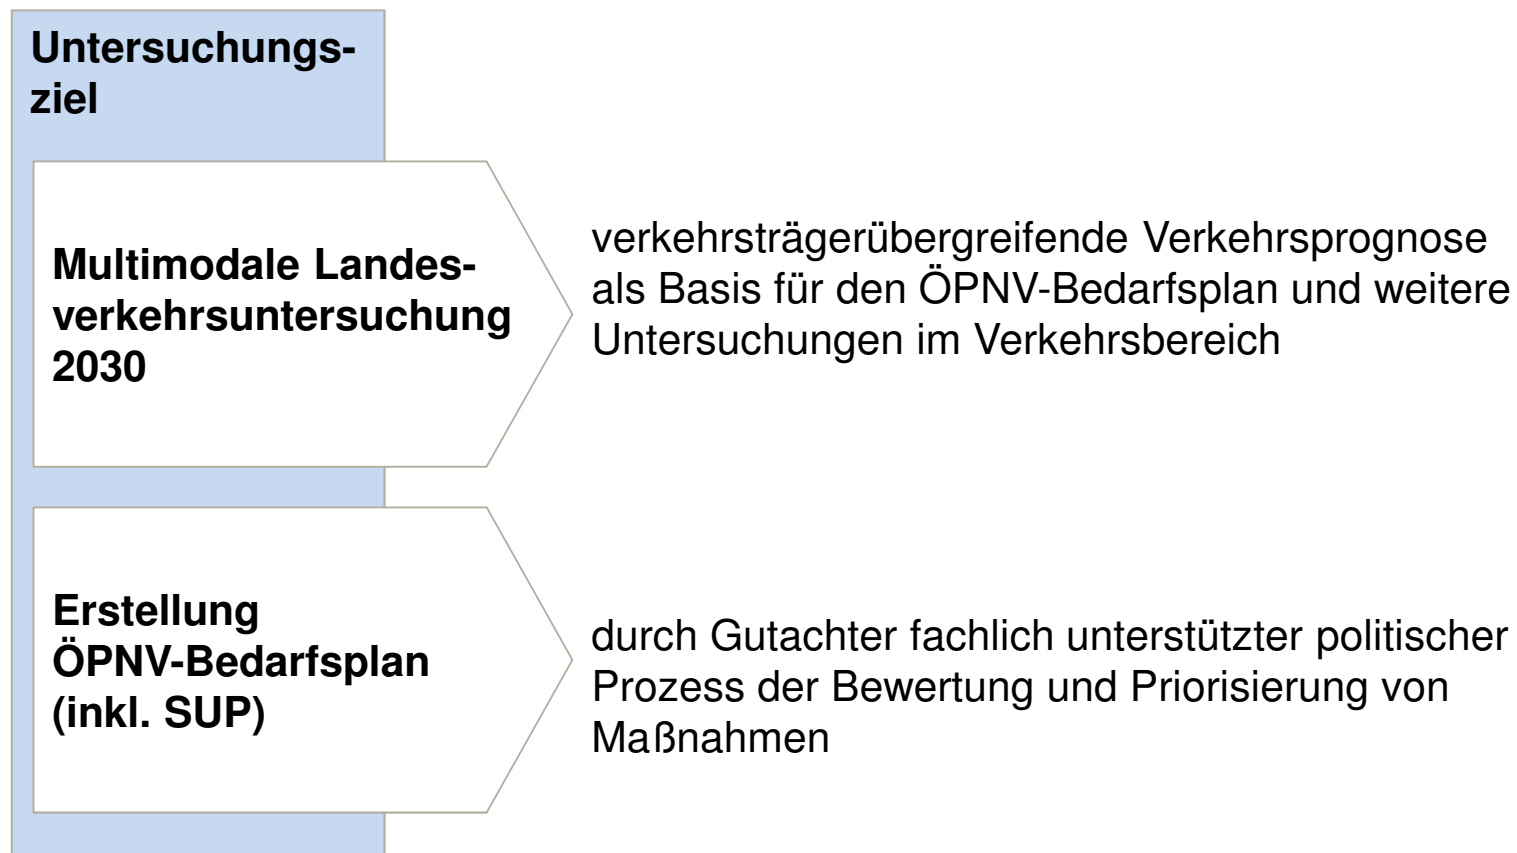 Untersuchungs-
ziel
Multimodale Landes-
verkehrsuntersuchung
2030
verkehrsträgerübergreifende Verkehrsprognose
als Basis für den ÖPNV-Bedarfsplan und weitere
Untersuchungen im Verkehrsbereich
Erstellung
ÖPNV-Bedarfsplan
(inkl. SUP)
durch Gutachter fachlich unterstützter politischer
Prozess der Bewertung und Priorisierung von
Maßnahmen